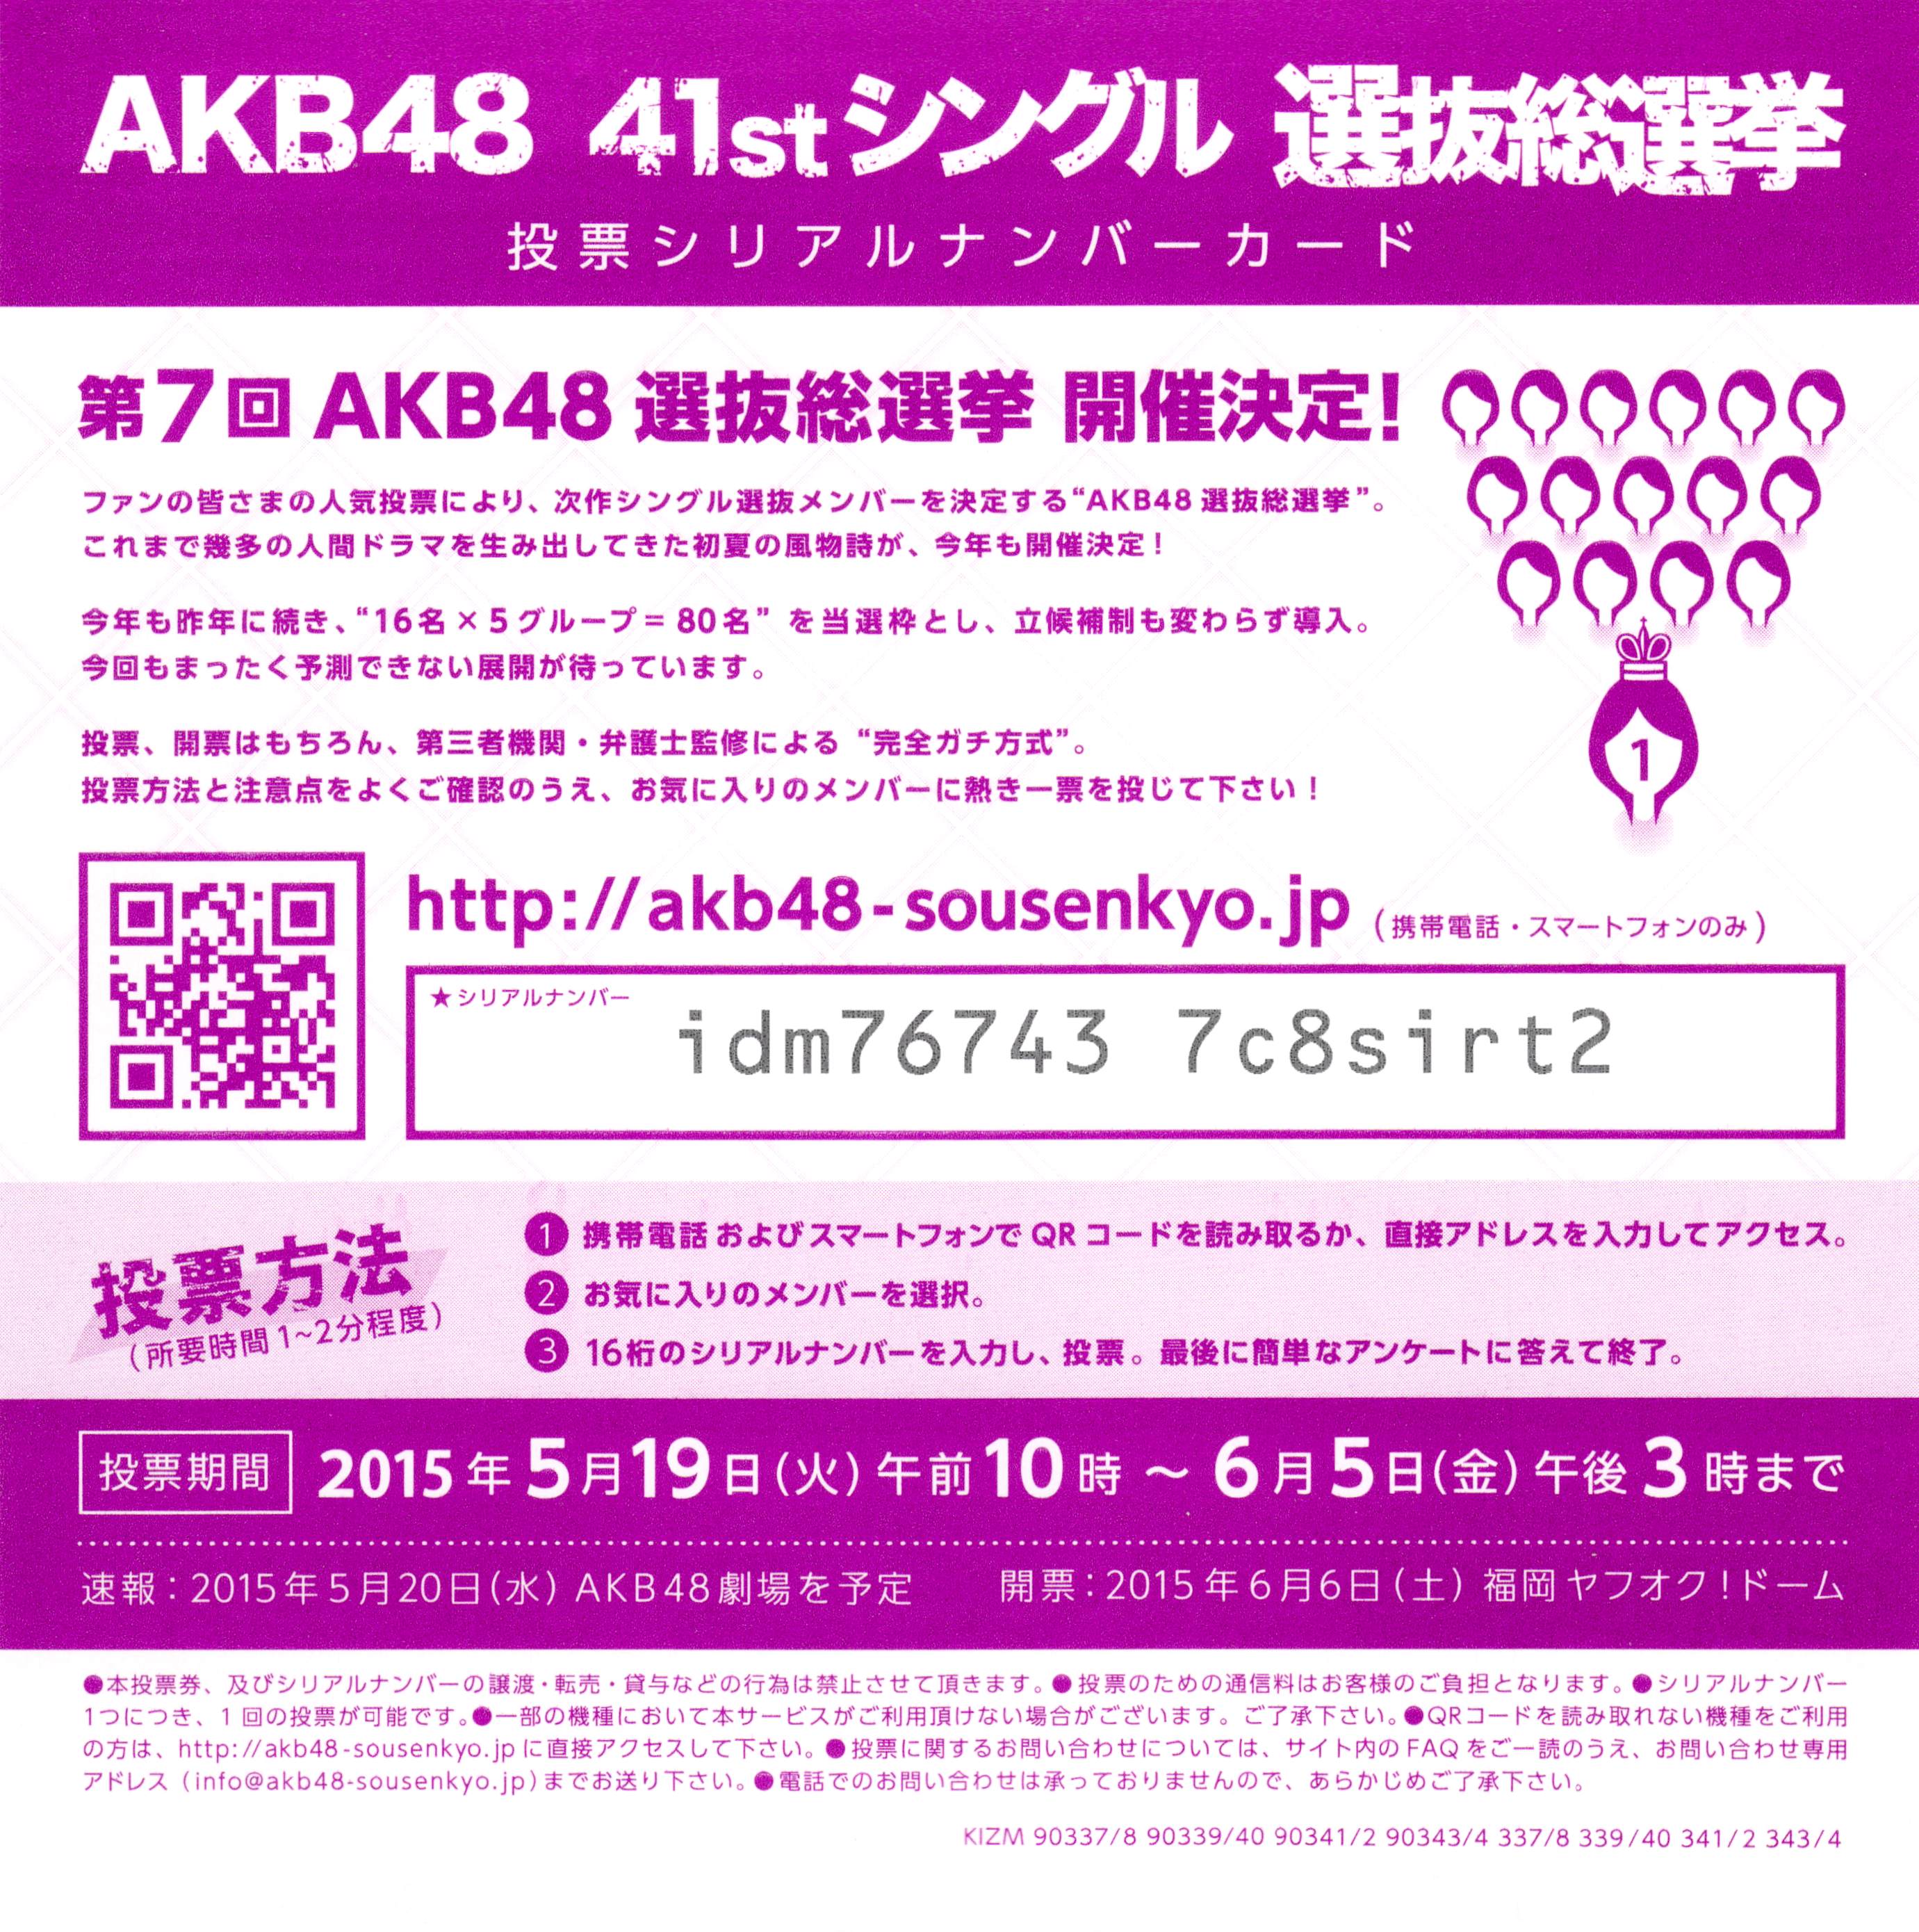 AKB48 41stシングル 選抜総選挙
投票シリアルナンバーカード
第7回 AKB48 選抜総選挙 開催決定!
ファンの皆さまの人気投票により、次作シングル選抜メンバーを決定する“AKB48 選抜総選挙”。
これまで幾多の人間ドラマを生み出してきた初夏の風物詩が、今年も開催決定!
今年も昨年に続き、“16名×5グループ=80名”を当選枠とし、立候補制も変わらず導入。
今回もまったく予測できない展開が待っています。
投票、開票はもちろん、第三者機関・弁護士監修による“完全ガチ方式”。
投票方法と注意点をよくご確認のうえ、お気に入りのメンバーに熱き一票を投じて下さい!
1
http://akb48-sousenkyo.jp (携帯電話・スマートフォンのみ)
★シリアルナンバー
idm76743 7c8sirt2
投票方法
(所要時間1~2分程度)
1 携帯電話およびスマートフォンでQRコードを読み取るか、直接アドレスを入力してアクセス。
2 お気に入りのメンバーを選択。
3 16桁のシリアルナンバーを入力し、投票。最後に簡単なアンケートに答えて終了。
投票期間 2015年5月19日(火)午前10時～6月5日(金)午後3時まで
速報:2015年5月20日(水)AKB48劇場を予定 開票:2015年6月6日(土)福岡ヤフオク!ドーム
●本投票券、及びシリアルナンバーの譲渡・転売・貸与などの行為は禁止させて頂きます。●投票のための通信料はお客様のご負担となります。●シリアルナンバー
1つにつき、1回の投票が可能です。●一部の機種において本サービスがご利用頂けない場合がございます。ご了承下さい。●QRコードを読み取れない機種をご利用
の方は、http://akb48-sousenkyo.jpに直接アクセスして下さい。●投票に関するお問い合わせについては、サイト内のFAQをご一読のうえ、お問い合わせ専用
アドレス(info@akb48-sousenkyo.jp)までお送り下さい。●電話でのお問い合わせは承っておりませんので、あらかじめご了承下さい。
KIZM 90337/8 90339/40 90341/2 90343/4 337/8 339/40 341/2 343/4